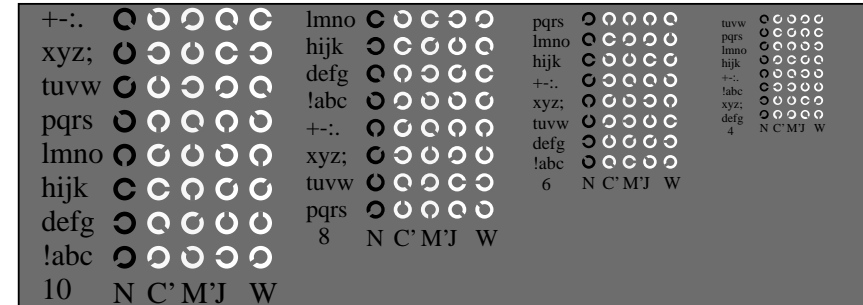 +-:.
xyz;
tuvw
pqrs
lmno
hijk
defg
!abc
10 N C' M'J W
lmno
hijk
defg
!abc
+-:.
xyz;
tuvw
pqrs
8 N C' M'J W
pqrs
lmno
hijk
+-:.
xyz;
tuvw
defg
!abc
6 N C' M'J W
tuvw
pqrs
lmno
hijk
+-:.
!abc
xyz;
defg
4 N C' M'J W